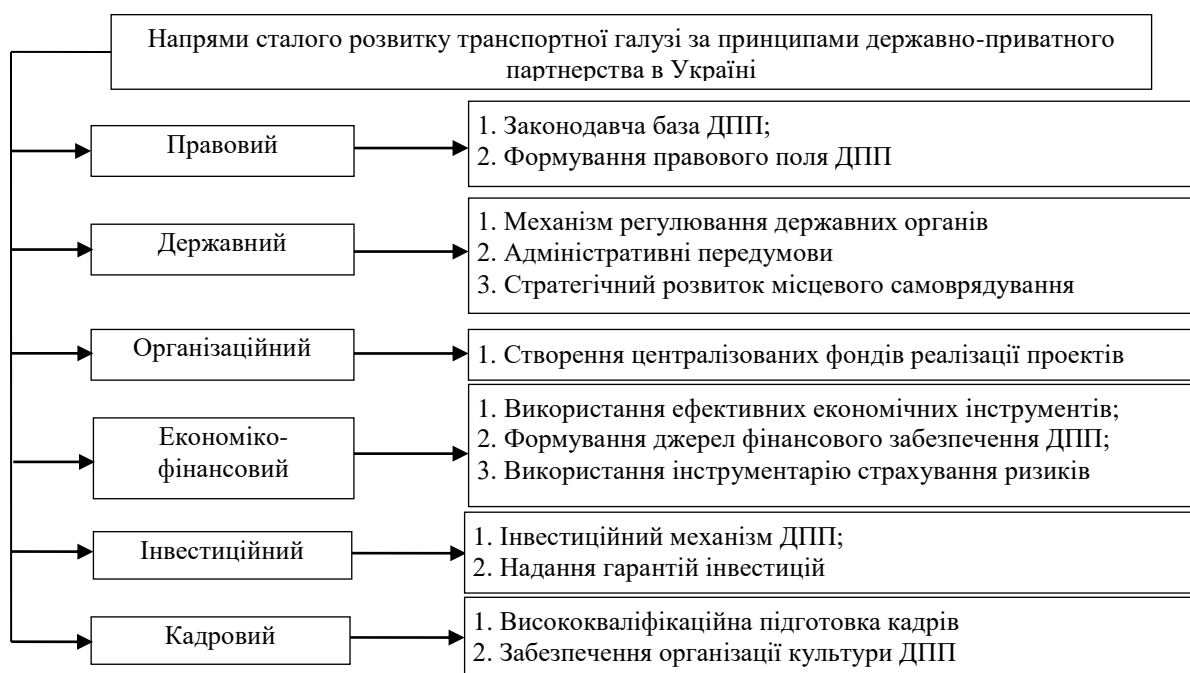 Напрями сталого розвитку транспортної галузі за принципами державно-приватного
партнерства в Україні
Правовий
1. Законодавча база ДПП;
2. Формування правового поля ДПП
Державний
1. Механізм регулювання державних органів
2. Адміністративні передумови
3. Стратегічний розвиток місцевого самоврядування
Організаційний
1. Створення централізованих фондів реалізації проектів
Економіко-
фінансовий
1. Використання ефективних економічних інструментів;
2. Формування джерел фінансового забезпечення ДПП;
3. Використання інструментарію страхування ризиків
Інвестиційний
1. Інвестиційний механізм ДПП;
2. Надання гарантій інвестицій
Кадровий
1. Висококваліфікаційна підготовка кадрів
2. Забезпечення організації культури ДПП